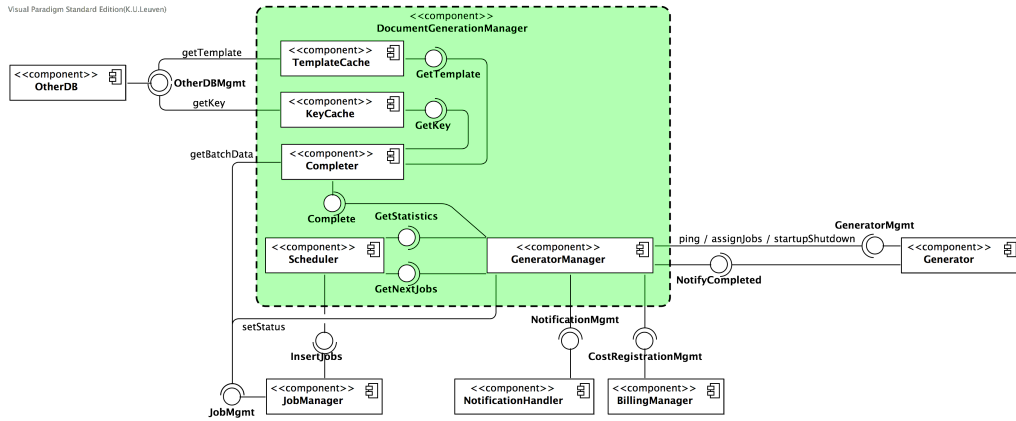 Visual Paradigm Standard Edition(K.U.Leuven)
<<component>>
DocumentGenerationManager
getTemplate
<<component>>
TemplateCache
GetTemplate
<<component>>
OtherDB
OtherDBMgmt
getKey
<<component>>
KeyCache
GetKey
getBatchData
<<component>>
Completer
Complete
GetStatistics
GeneratorMgmt
ping / assignJobs / startupShutdown
<<component>>
Scheduler
<<component>>
GeneratorManager
<<component>>
Generator
GetNextJobs
NotifyCompleted
setStatus
NotificationMgmt
InsertJobs
CostRegistrationMgmt
<<component>>
JobManager
<<component>>
NotificationHandler
<<component>>
BillingManager
JobMgmt